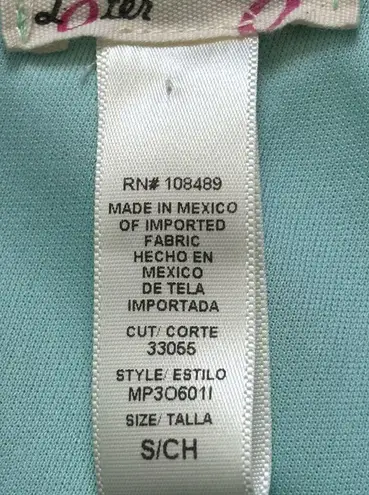 RN# 108489
MADE IN MEXICO
OF IMPORTED
FABRIC
HECHO EN
MEXICO
DE TELA
IMPORTADA
CUT/ CORTE
33055
STYLE/ ESTILO
MP3O601I
SIZE/ TALLA
S/CH